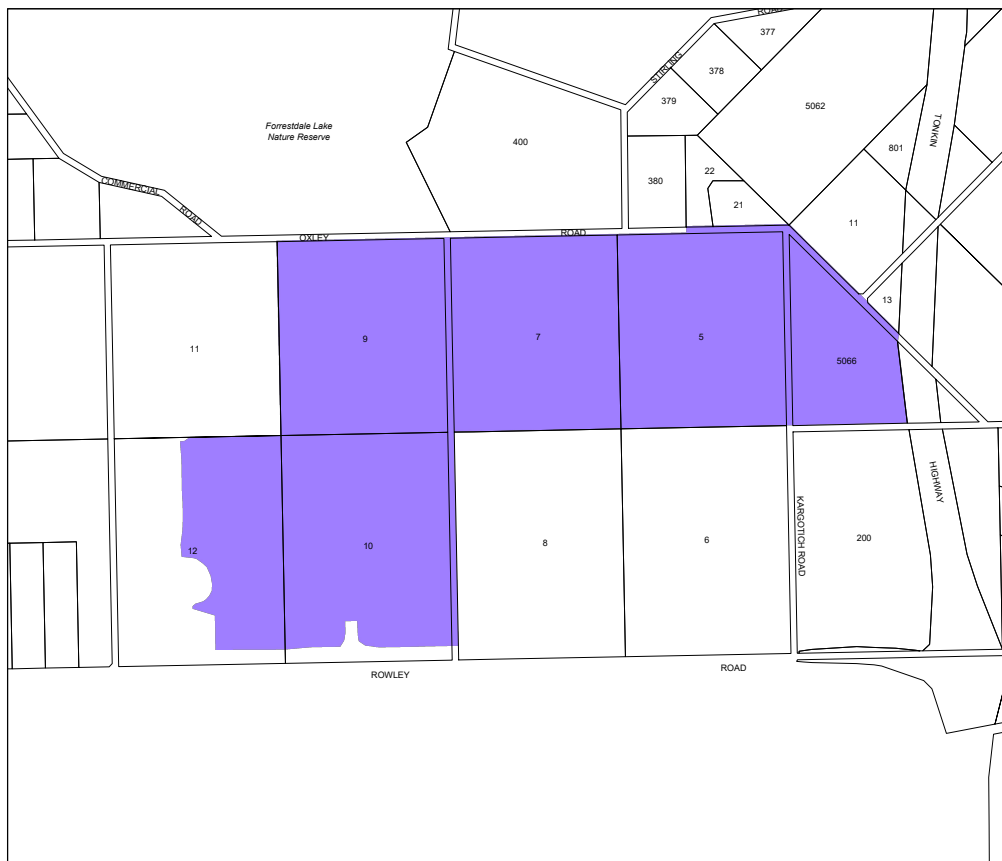 ROAD
377
STIRLING
378
379
5062
TONKIN
Forrestdale Lake
Nature Reserve
400
801
22
380
COMMERCIAL
21
ROAD
11
ROAD
OXLEY
13
9
7
5
11
5066
HIGHWAY
KARGOTICH ROAD
200
6
8
10
12
ROAD
ROWLEY